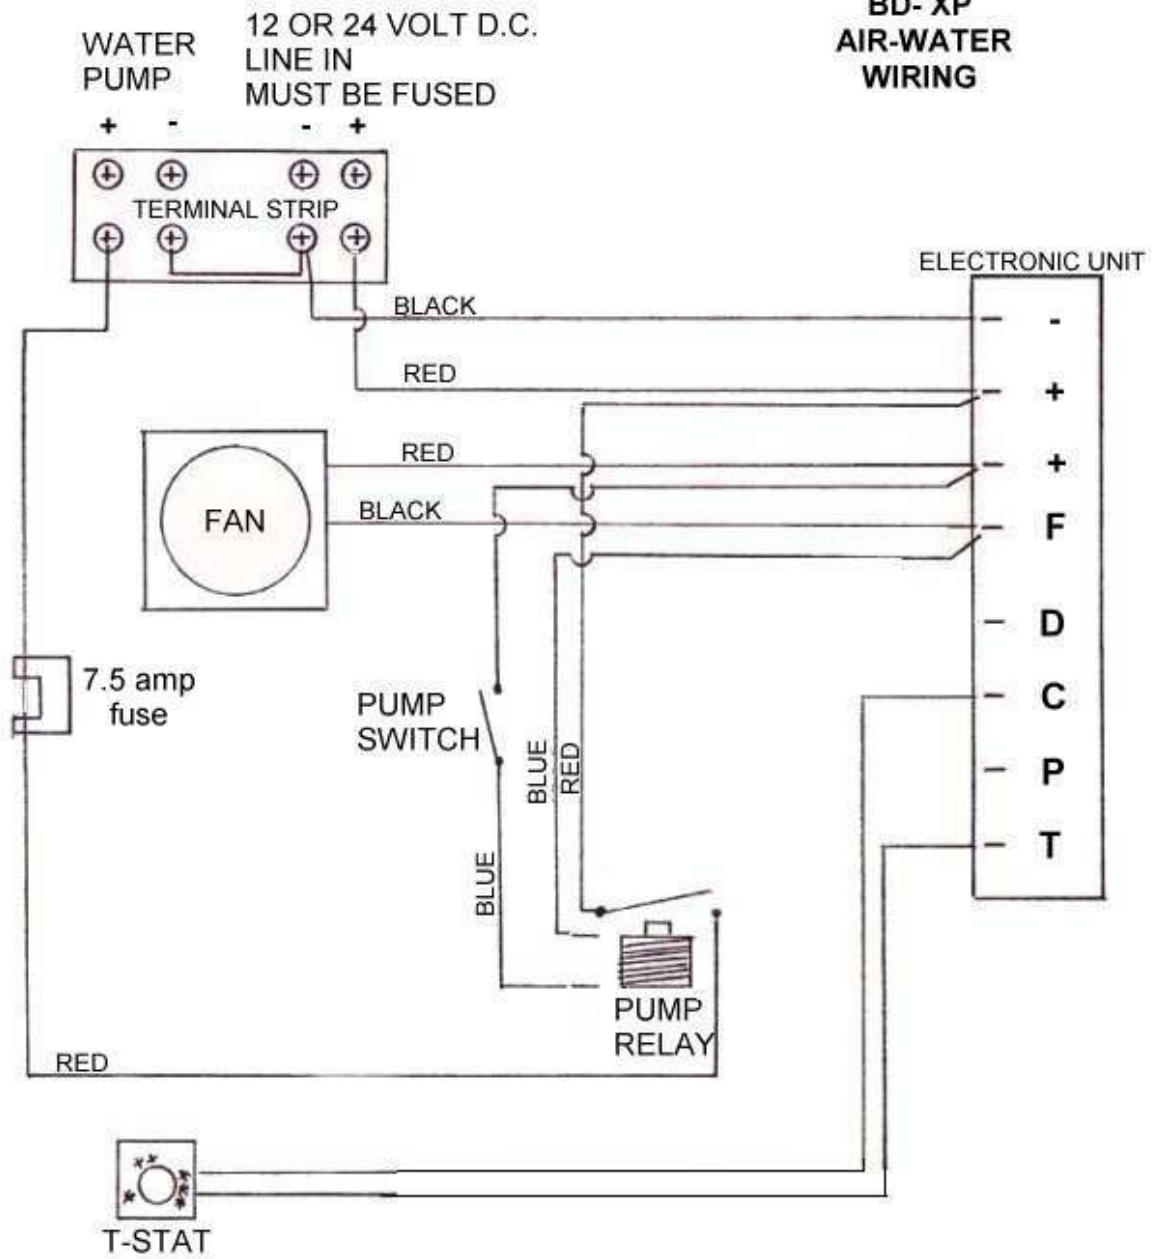 BD- XP
AIR-WATER
WIRING
WATER
PUMP
12 OR 24 VOLT D.C.
LINE IN
MUST BE FUSED
+ - - +
TERMINAL STRIP
ELECTRONIC UNIT
BLACK
-
RED
+
RED
+
FAN
BLACK
F
D
7.5 amp
fuse
PUMP
SWITCH
C
BLUE
RED
P
T
BLUE
PUMP
RELAY
RED
T-STAT